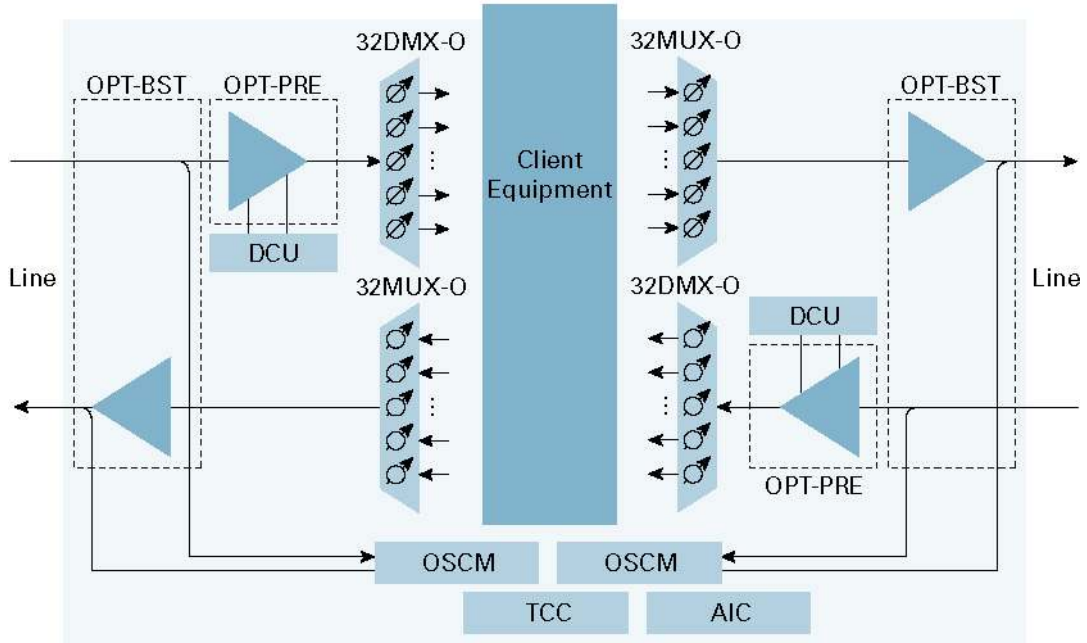 32DMX-O
32MUX-O
OPT-BST
OPT-PRE
OPT-BST
Client
Equipment
DCU
Line
32MUX-O
32DMX-O
Line
DCU
OPT-PRE
OSCM
OSCM
TCC
AIC